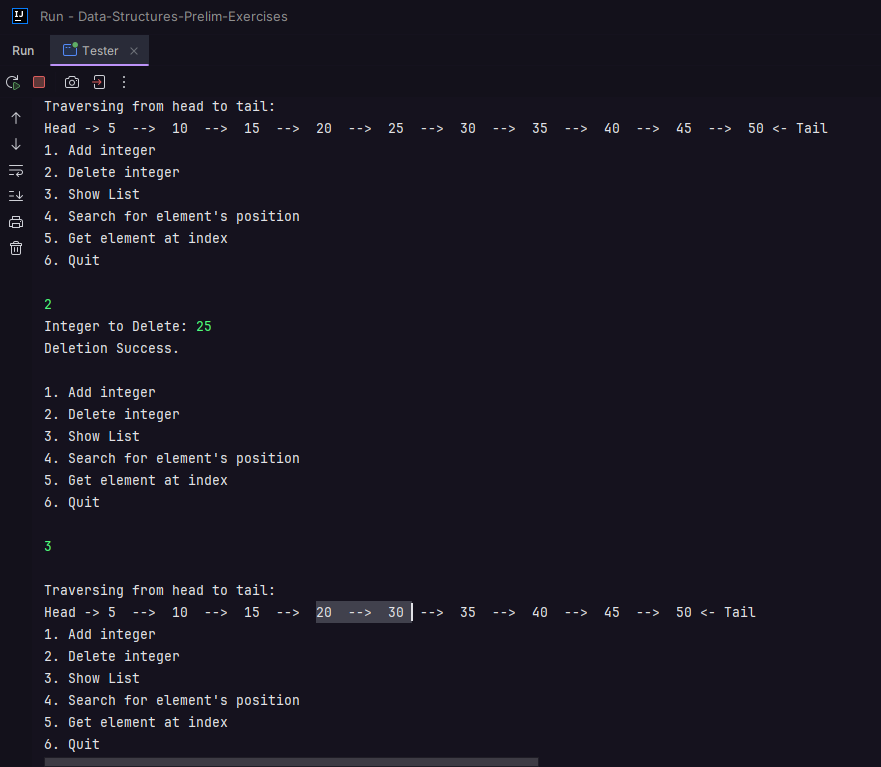 Run - Data-Structures-Prelim-Exercises
Run Tester
Traversing from head to tail:
Head -> 5  -->  10  -->  15  -->  20  -->  25  -->  30  -->  35  -->  40  -->  45  -->  50 <- Tail
1. Add integer
2. Delete integer
3. Show List
4. Search for element's position
5. Get element at index
6. Quit
2
Integer to Delete: 25
Deletion Success.
1. Add integer
2. Delete integer
3. Show List
4. Search for element's position
5. Get element at index
6. Quit
3
Traversing from head to tail:
Head -> 5  -->  10  -->  15  -->  20  -->  30  -->  35  -->  40  -->  45  -->  50 <- Tail
1. Add integer
2. Delete integer
3. Show List
4. Search for element's position
5. Get element at index
6. Quit